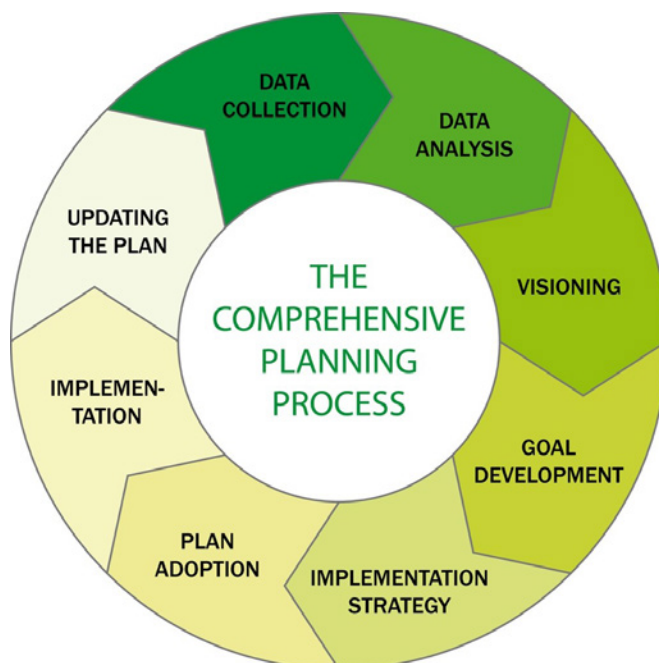 DATA
COLLECTION
DATA
ANALYSIS
VISIONING
GOAL
DEVELOPMENT
IMPLEMENTATION
STRATEGY
PLAN
ADOPTION
IMPLEMEN-
TATION
UPDATING
THE PLAN
THE
COMPREHENSIVE
PLANNING
PROCESS